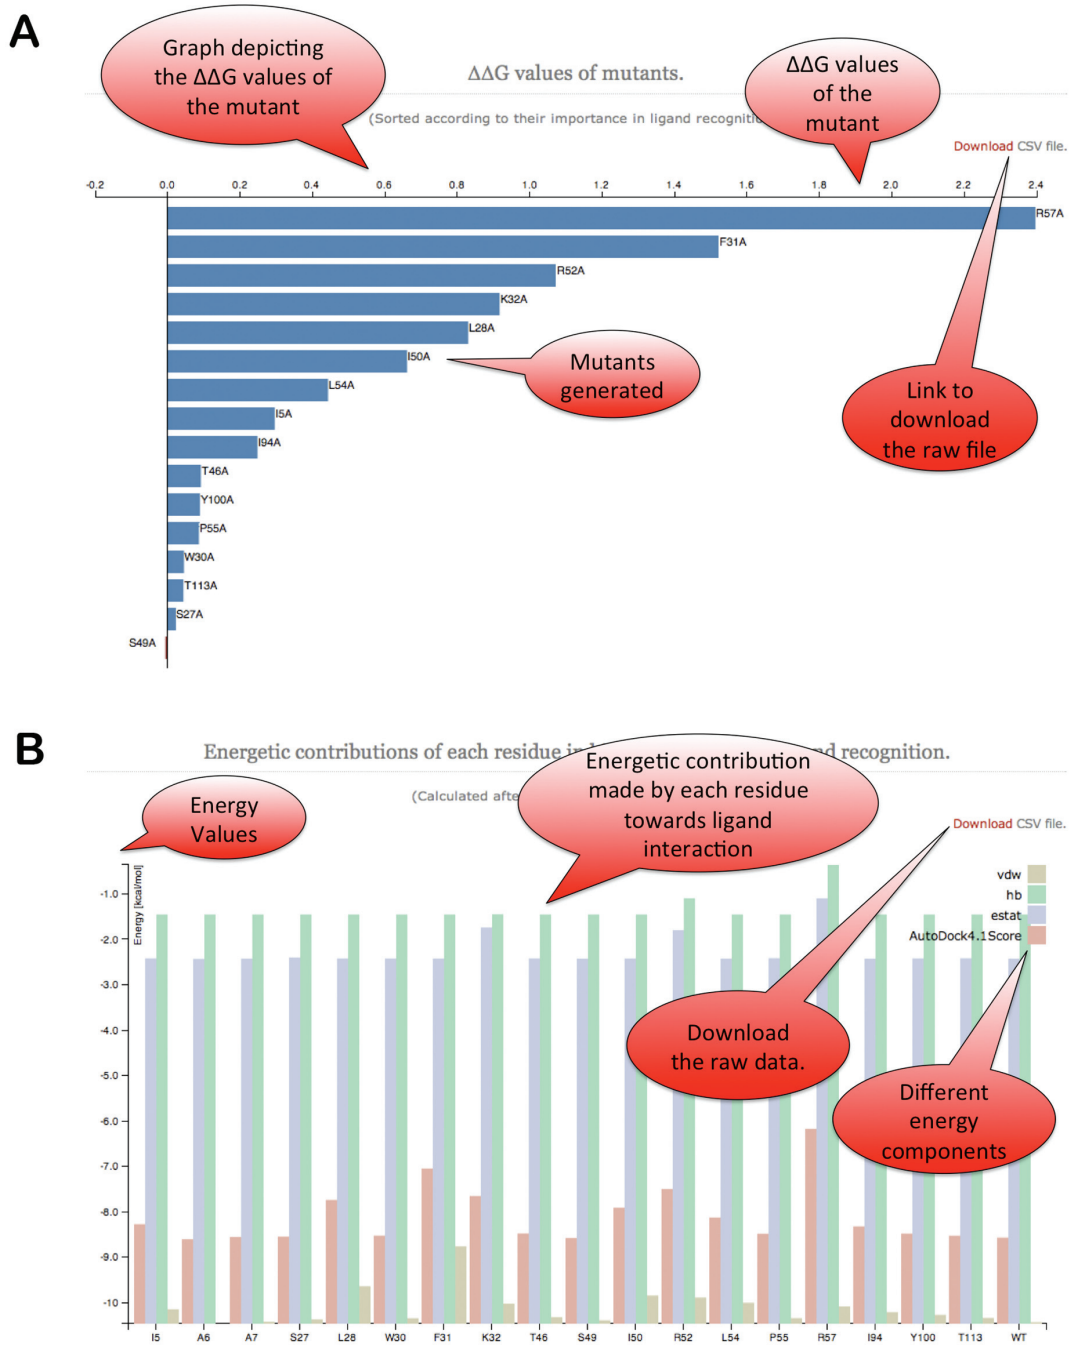 A
Graph depicting
the ΔΔG values of
the mutant
ΔΔG values of mutants.
ΔΔG values
of the
mutant
(Sorted according to their importance in ligand
Download CSV file.
-0.2 0.0 0.2 0.4 0.6 0.8 1.0 1.2 1.4 1.6 1.8 2.0 2.2 2.4
R57A
F31A
R52A
K32A
L28A
I50A
Mutants
generated
L54A
Link to
download
the raw file
I5A
I94A
T46A
Y100A
P55A
W30A
T113A
S27A
S49A
B
Energetic contributions of each residue recognition.
Energetic contribution
made by each residue
towards ligand
interaction
Energy
Values
(Calculated
Download CSV file.
Energy [kcal/mol]
vdw
hb
estat
AutoDock4.1Score
-1.0
-2.0
-3.0
-4.0
-5.0
-6.0
-7.0
-8.0
-9.0
-10
Download
the raw data.
Different
energy
components
I5 A6 A7 S27 L28 W30 F31 K32 T46 S49 I50 R52 L54 P55 R57 I94 Y100 T113 WT